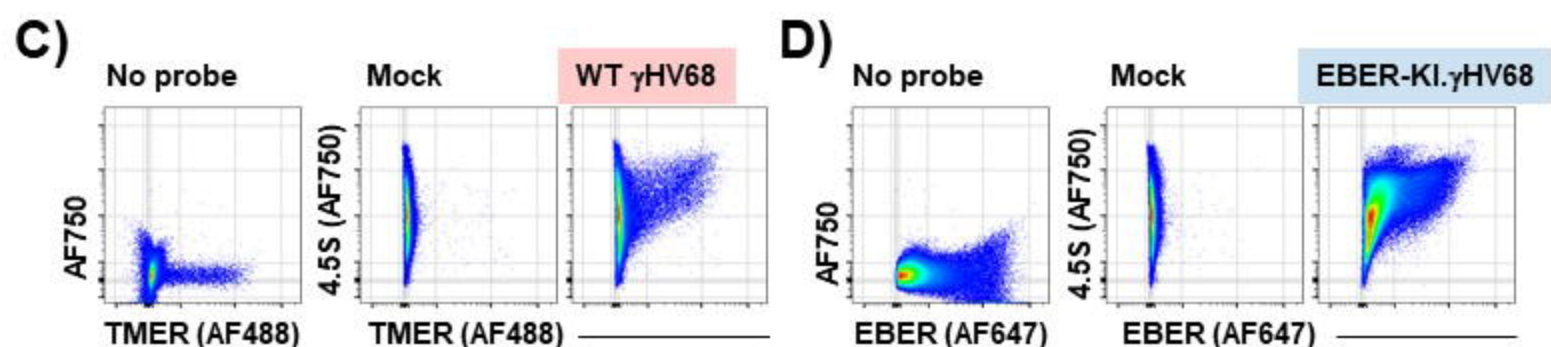 C)
No probe
Mock
WT γHV68
AF750
4.5S (AF750)
TMER (AF488)
TMER (AF488)
D)
No probe
Mock
EBER-KI.γHV68
AF750
4.5S (AF750)
EBER (AF647)
EBER (AF647)